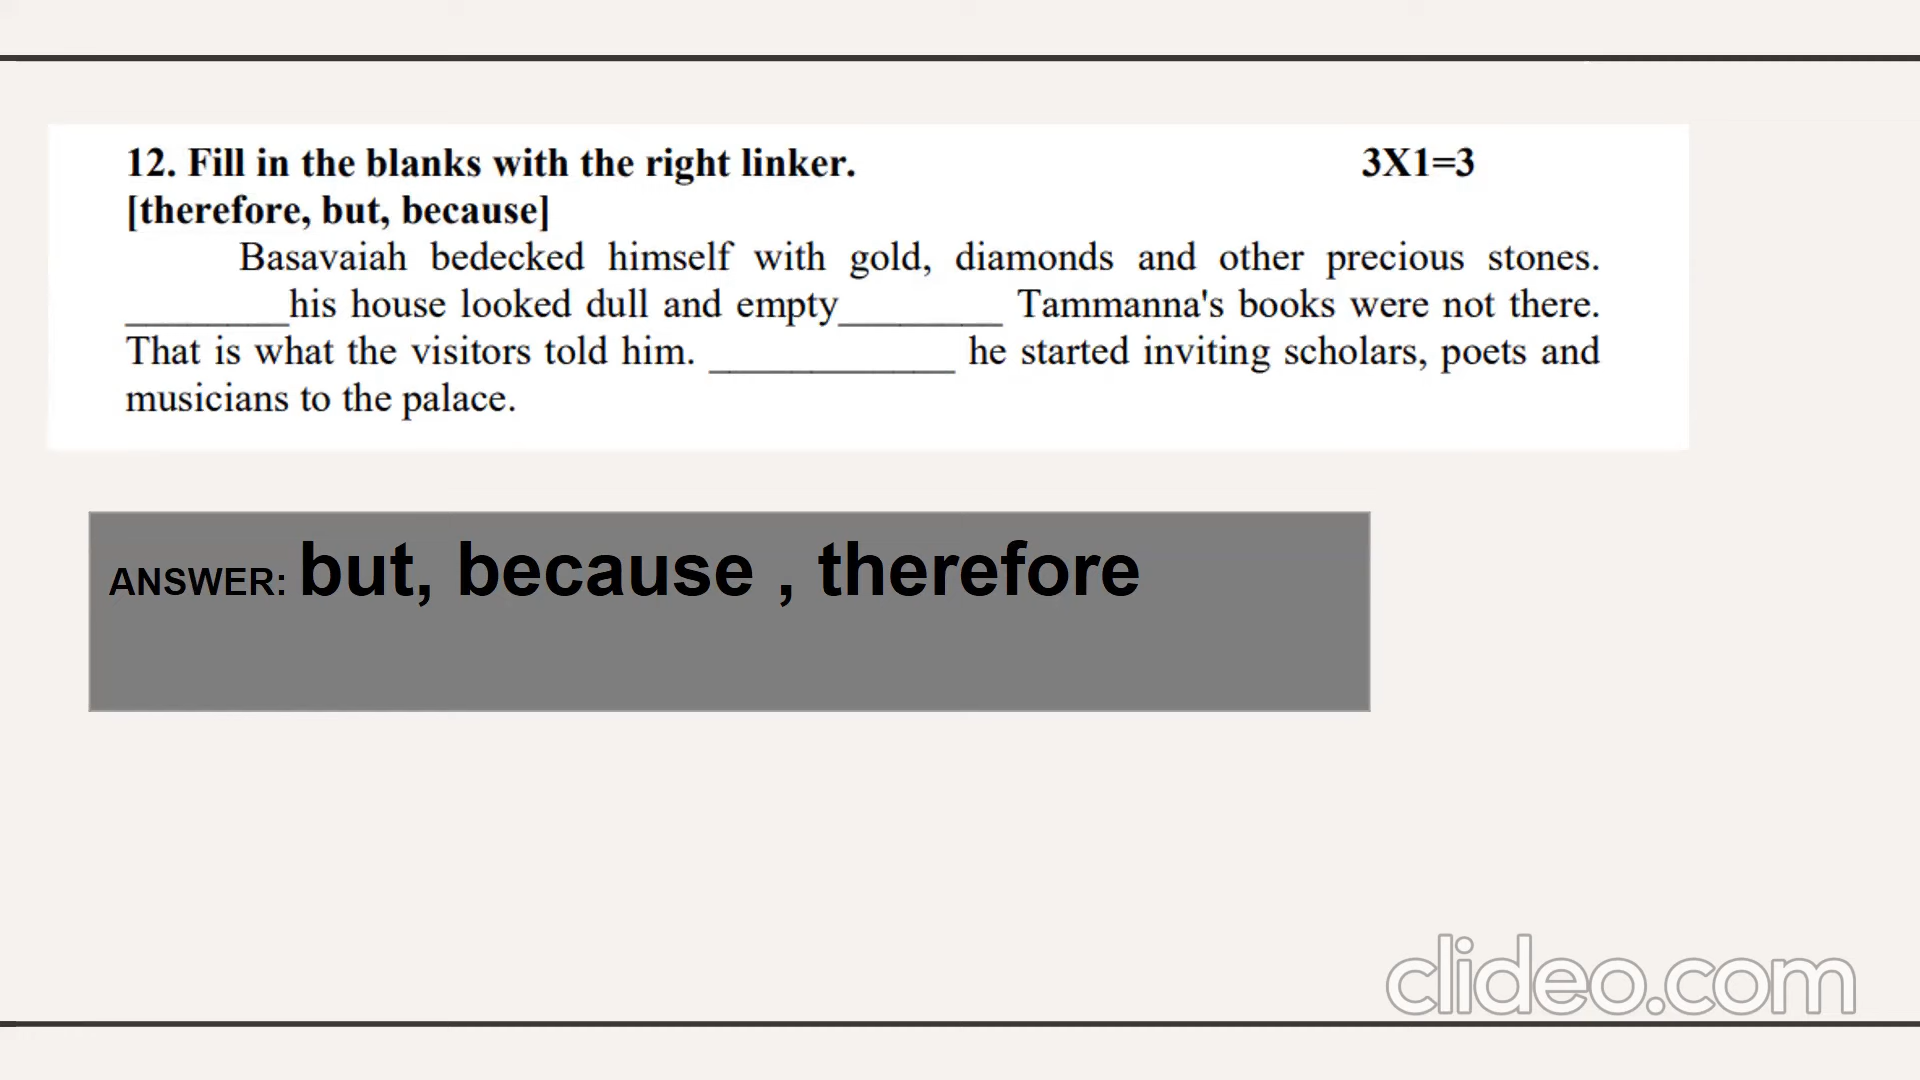 12. Fill in the blanks with the right linker. 3X1=3
[therefore, but, because]
Basavaiah bedecked himself with gold, diamonds and other precious stones.
________his house looked dull and empty________ Tammanna's books were not there.
That is what the visitors told him. ____________ he started inviting scholars, poets and
musicians to the palace.
ANSWER: but, because , therefore
clideo.com